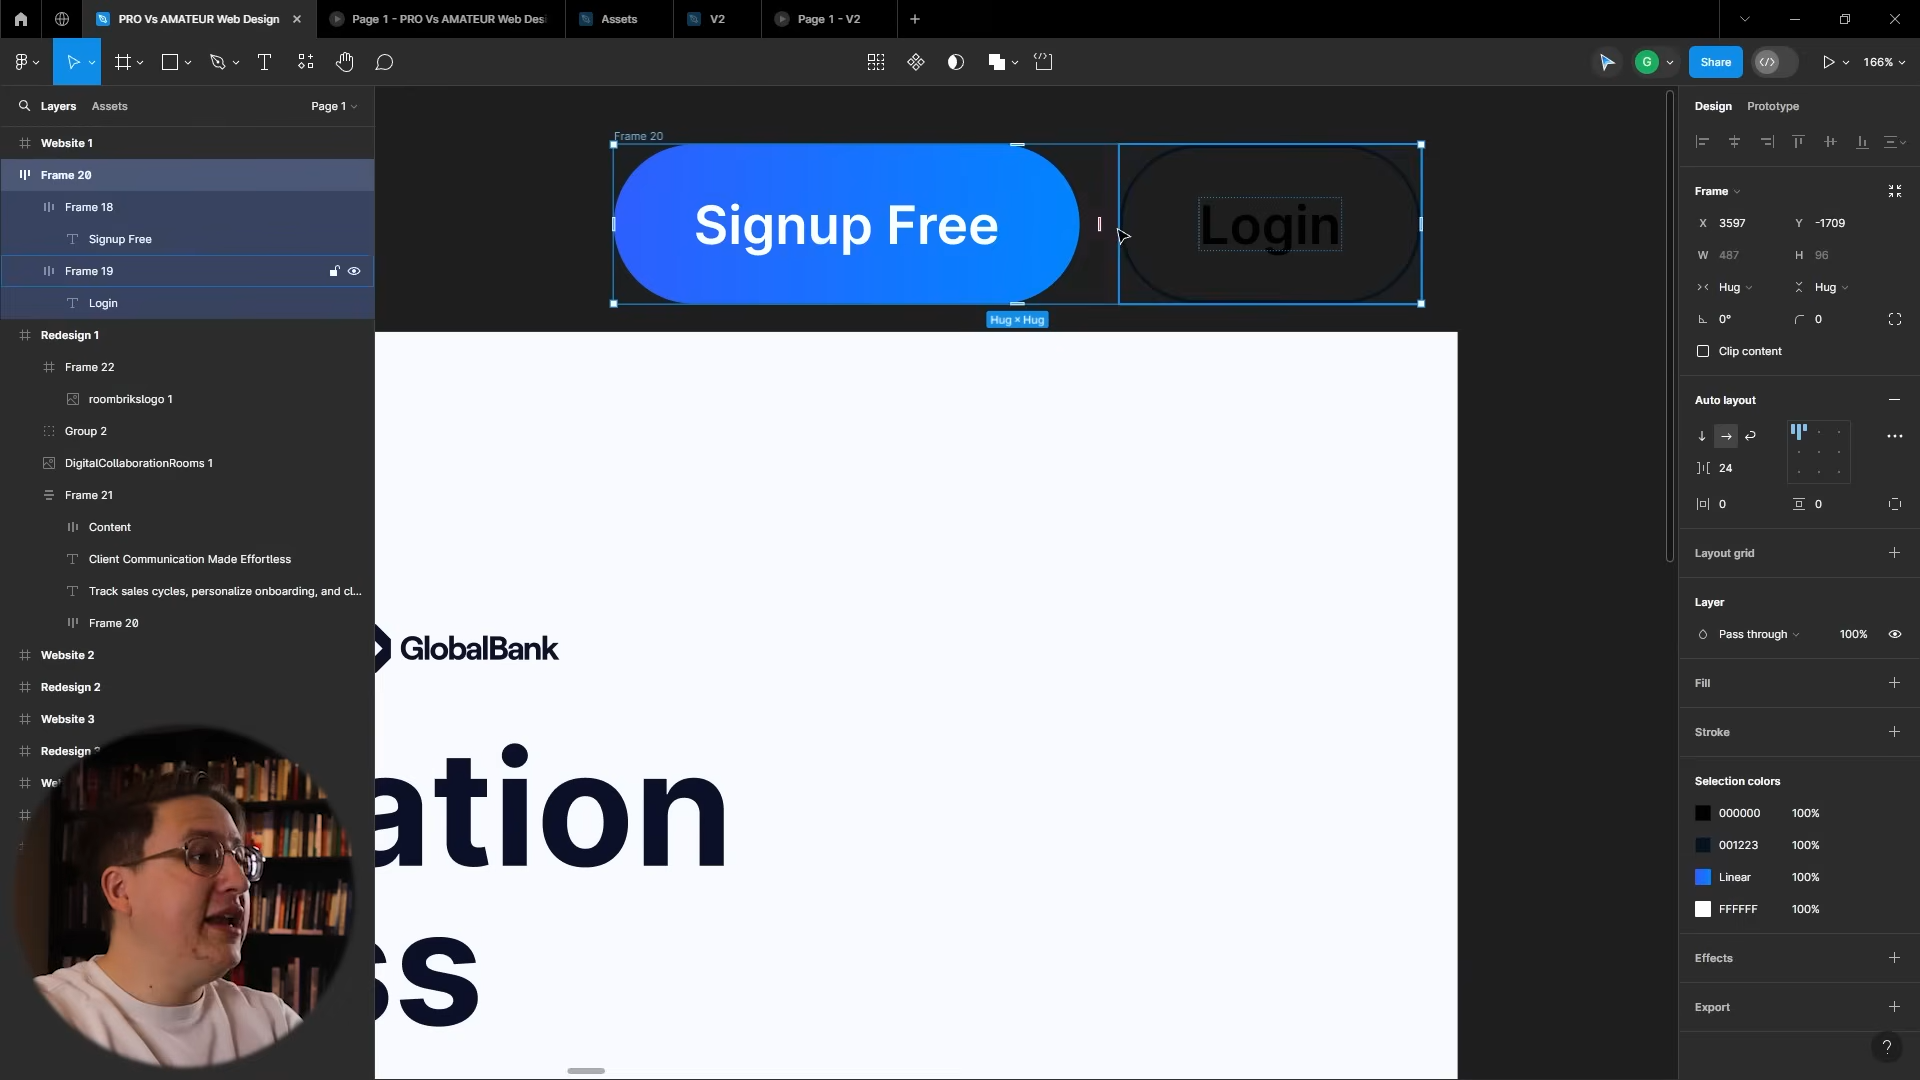 PRO Vs AMATEUR Web Design
Page 1 - PRO Vs AMATEUR Web Desi
Assets
V2
Page 1 - V2
G
Share
166%
Layers
Assets
Page 1
Website 1
Frame 20
Frame 18
Signup Free
Frame 19
Login
Redesign 1
Frame 22
roombrikslogo 1
Group 2
DigitalCollaborationRooms 1
Frame 21
Content
Client Communication Made Effortless
Track sales cycles, personalize onboarding, and cl...
Frame 20
Website 2
Redesign 2
Website 3
Redesign
We
Frame 20
Signup Free
Login
Hug × Hug
GlobalBank
ation
ss
Design
Prototype
Frame
X 3597
Y -1709
W 487
H 96
Hug
Hug
0°
0
Clip content
Auto layout
24
0
0
Layout grid
Layer
Pass through
100%
Fill
Stroke
Selection colors
000000 100%
001223 100%
Linear 100%
FFFFFF 100%
Effects
Export
?